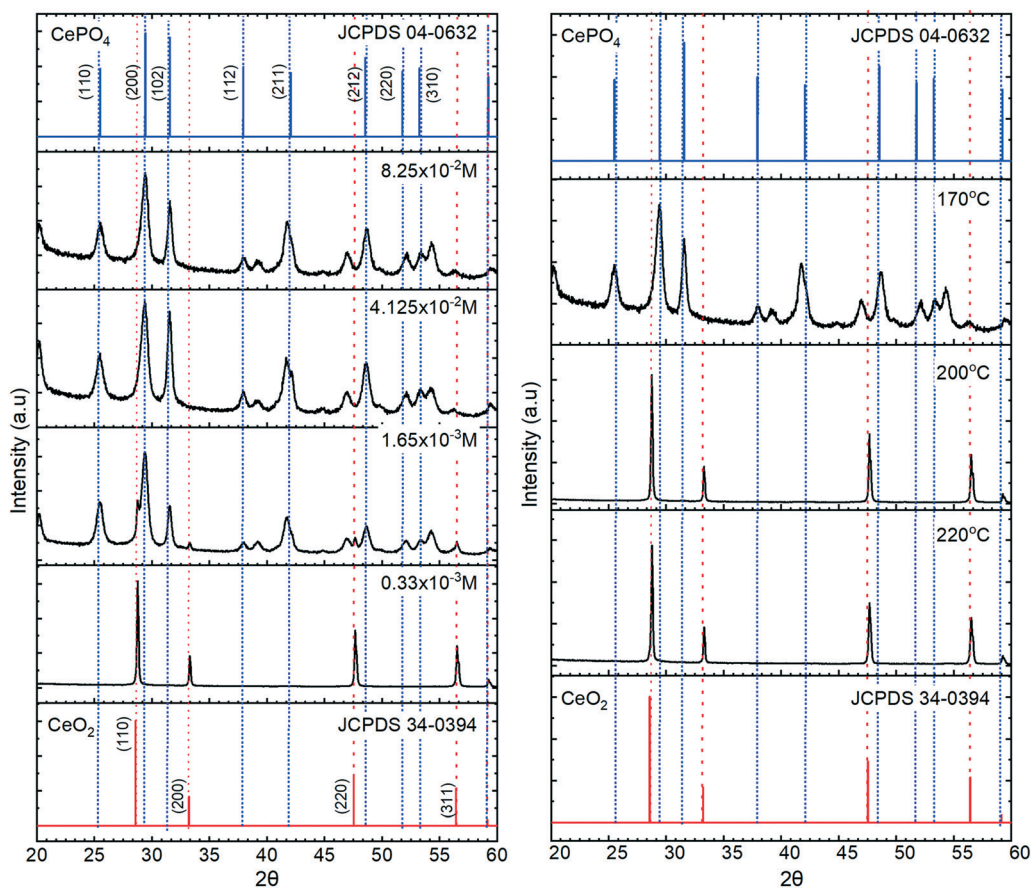 CePO4 JCPDS 04-0632
(110) (200) (102) (112) (211) (212) (220) (310)
8.25x10-2M
4.125x10-2M
1.65x10-3M
0.33x10-3M
CeO2 JCPDS 34-0394
(110) (200) (220) (311)
Intensity (a.u)
20 25 30 35 40 45 50 55 60
2θ
CePO4 JCPDS 04-0632
170oC
200oC
220oC
CeO2 JCPDS 34-0394
Intensity (a.u)
20 25 30 35 40 45 50 55 60
2θ